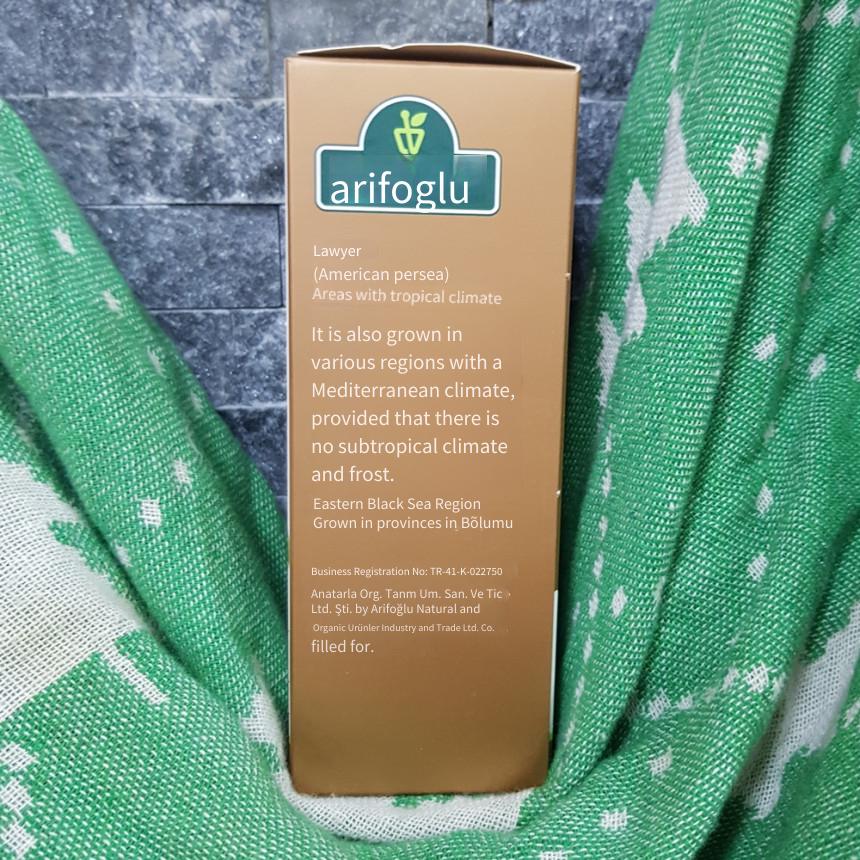 arifoglu
Lawyer
(American persea)
Areas with tropical climate
It is also grown in
various regions with a
Mediterranean climate,
provided that there is
no subtropical climate
and frost.
Eastern Black Sea Region
Grown in provinces in Bõlumu
Business Registration No: TR-41-K-022750
Anatarla Org. Tanm Um. San. Ve Tic
Ltd. Şti. by Arifoğlu Natural and
Organic Urünler Industry and Trade Ltd. Co.
filled for.